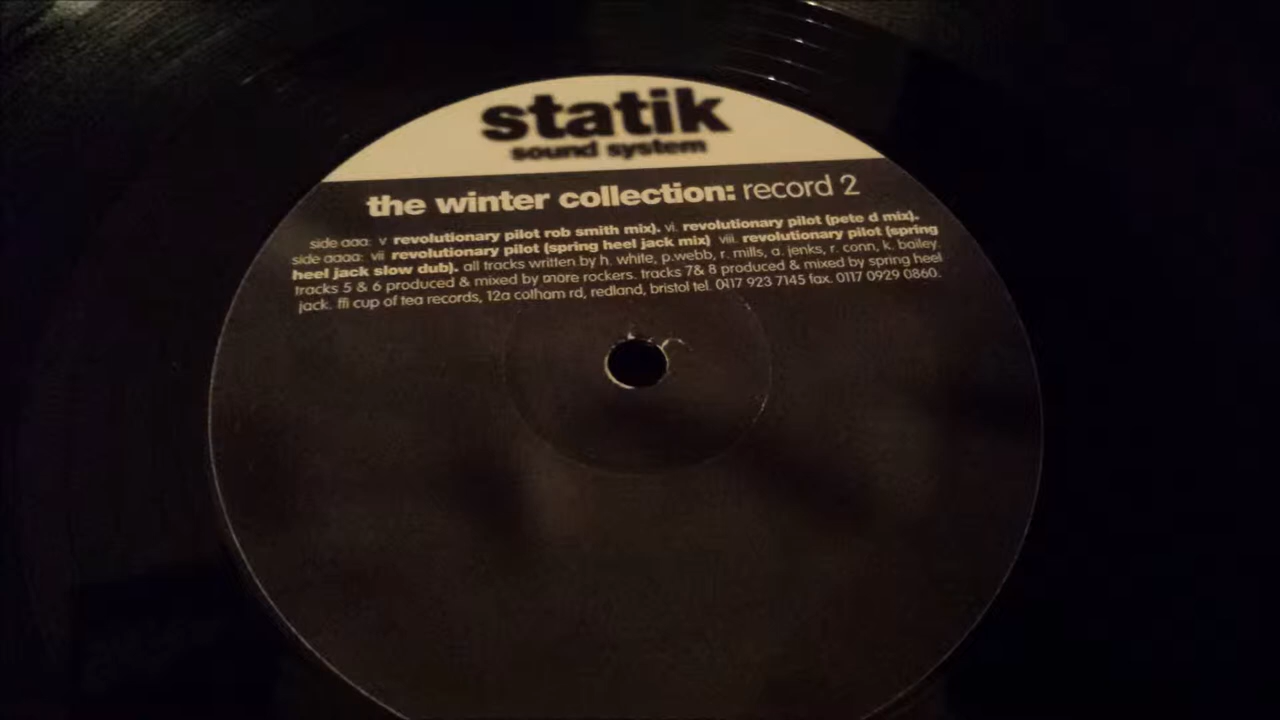 statik
sound system
the winter collection: record 2
side aaa: v revolutionary pilot rob smith mix). vi. revolutionary pilot (pete d mix).
side aaaa: vii revolutionary pilot (spring heel jack mix) viii. revolutionary pilot (spring
heel jack slow dub). all tracks written by h. white, p.webb, r. mills, a. jenks, r. conn, k. bailey.
tracks 5 & 6 produced & mixed by more rockers. tracks 7& 8 produced & mixed by spring heel
jack. ffi cup of tea records, 12a cotham rd, redland, bristol tel. 0117 923 7145 fax. 0117 0929 0860.